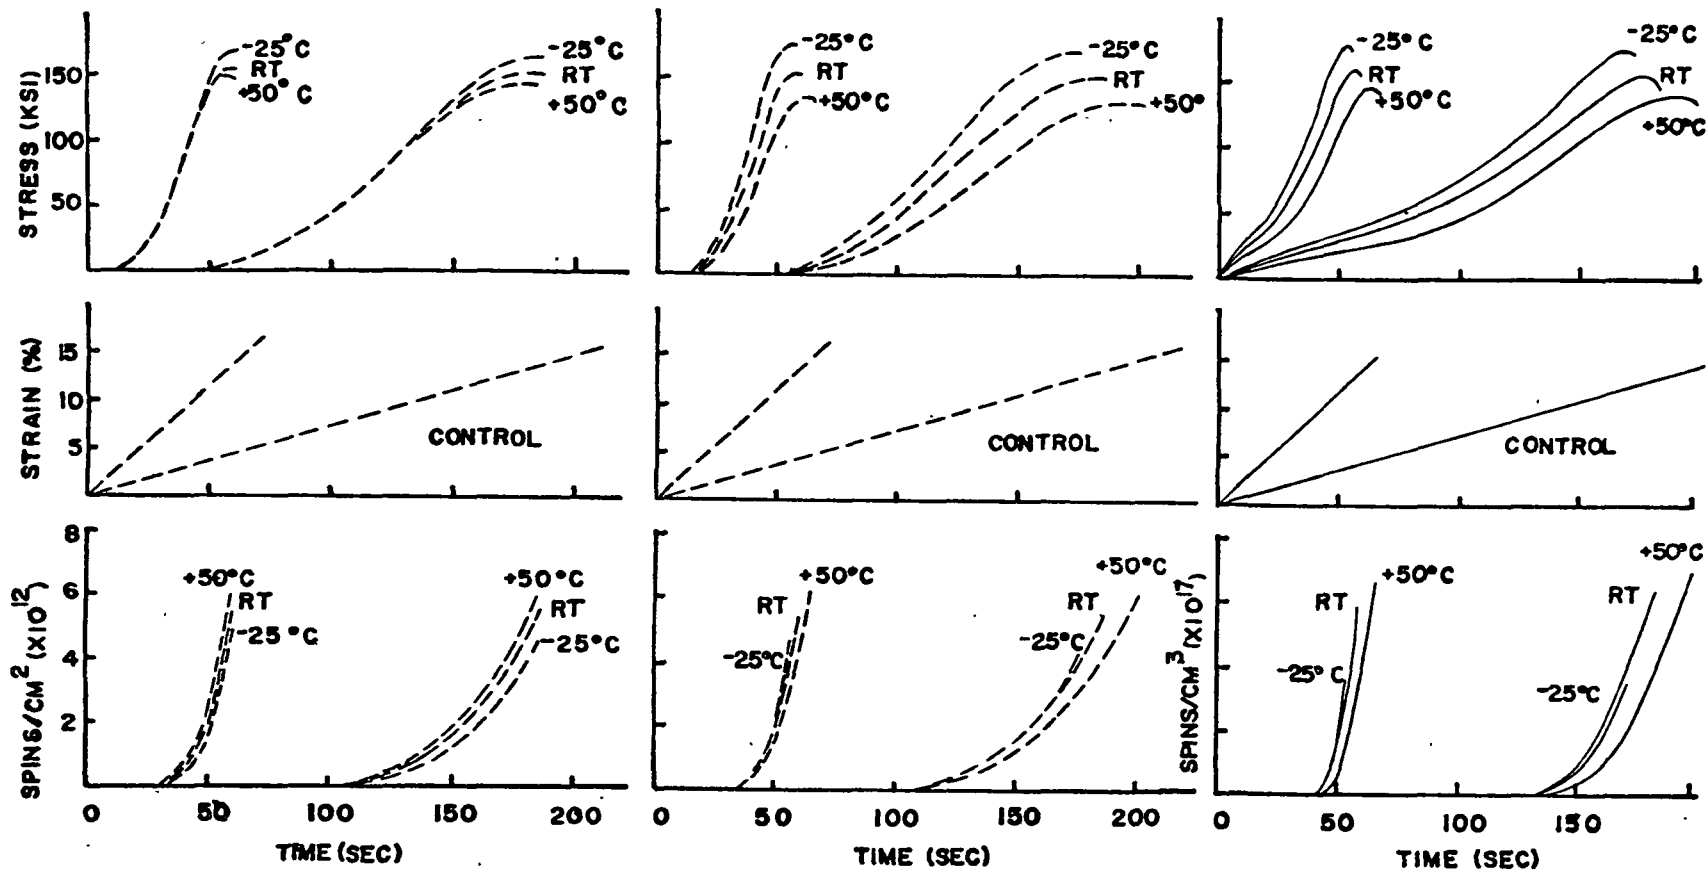 STRESS (KSI)
150
100
50
-25°C
RT
+50°C
-25°C
RT
+50°C
-25°C
RT
+50°C
-25°C
RT
+50°
-25°C
RT
+50°C
-25°C
RT
+50°C
STRAIN (%)
15
10
5
CONTROL
CONTROL
CONTROL
SPINS/CM² (X10¹²)
8
6
4
2
+50°C
RT
-25°C
+50°C
RT
-25°C
+50°C
RT
-25°C
+50°C
RT
-25°C
SPINS/CM³ (X10¹⁷)
RT
+50°C
-25°C
+50°C
RT
-25°C
0 50 100 150 200
0 50 100 150 200
0 50 100 150
TIME (SEC)
TIME (SEC)
TIME (SEC)